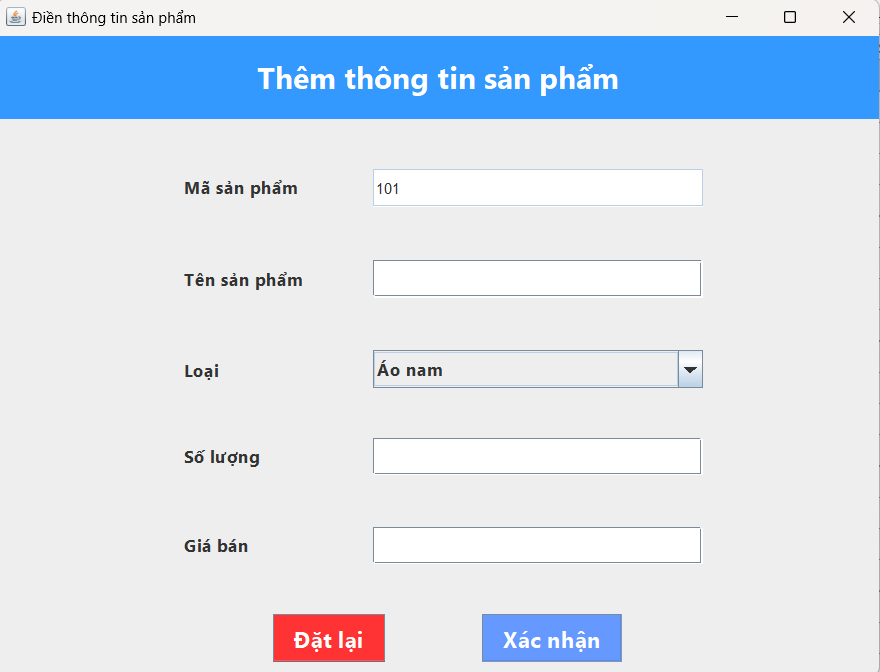 Điền thông tin sản phẩm
Thêm thông tin sản phẩm
Mã sản phẩm 101
Tên sản phẩm
Loại Áo nam
Số lượng
Giá bán
Đặt lại Xác nhận